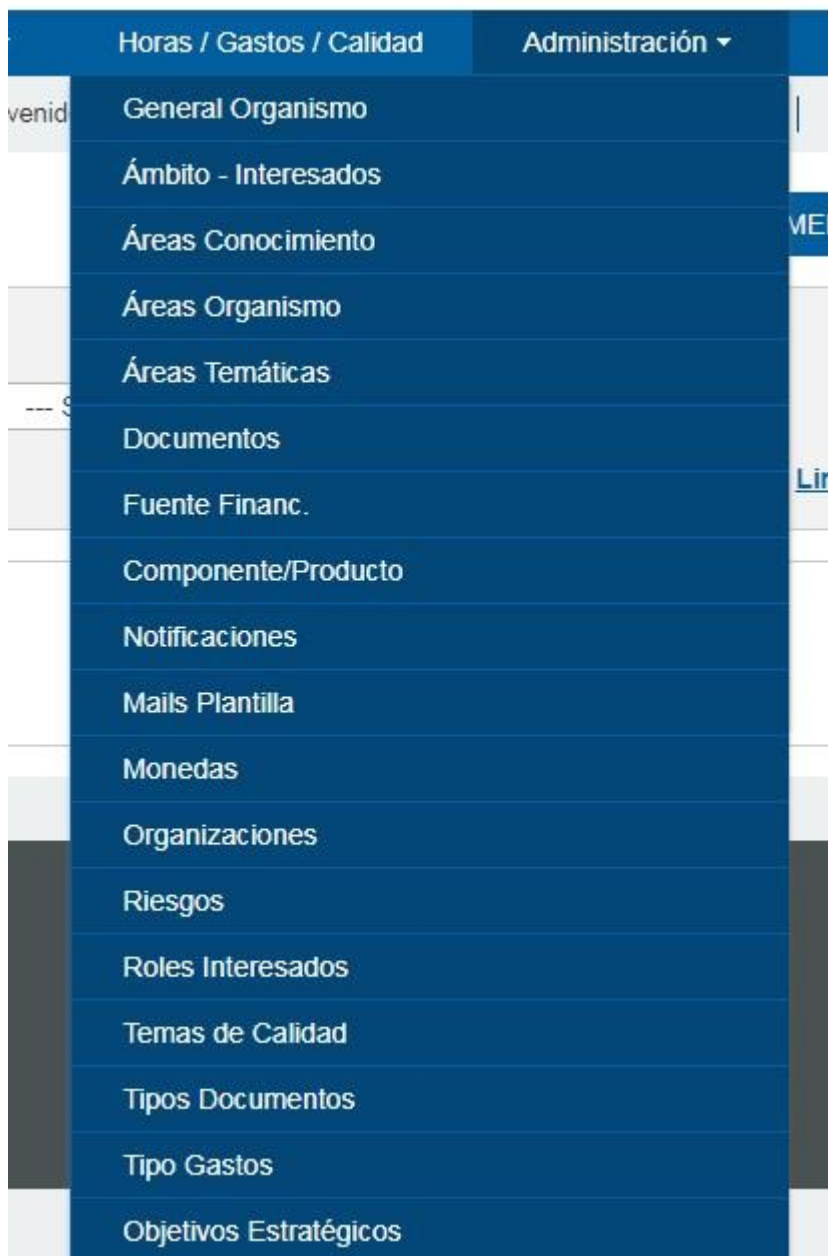 Horas / Gastos / Calidad Administración
General Organismo
Ámbito - Interesados
Áreas Conocimiento
Áreas Organismo
Áreas Temáticas
Documentos
Fuente Financ.
Componente/Producto
Notificaciones
Mails Plantilla
Monedas
Organizaciones
Riesgos
Roles Interesados
Temas de Calidad
Tipos Documentos
Tipo Gastos
Objetivos Estratégicos